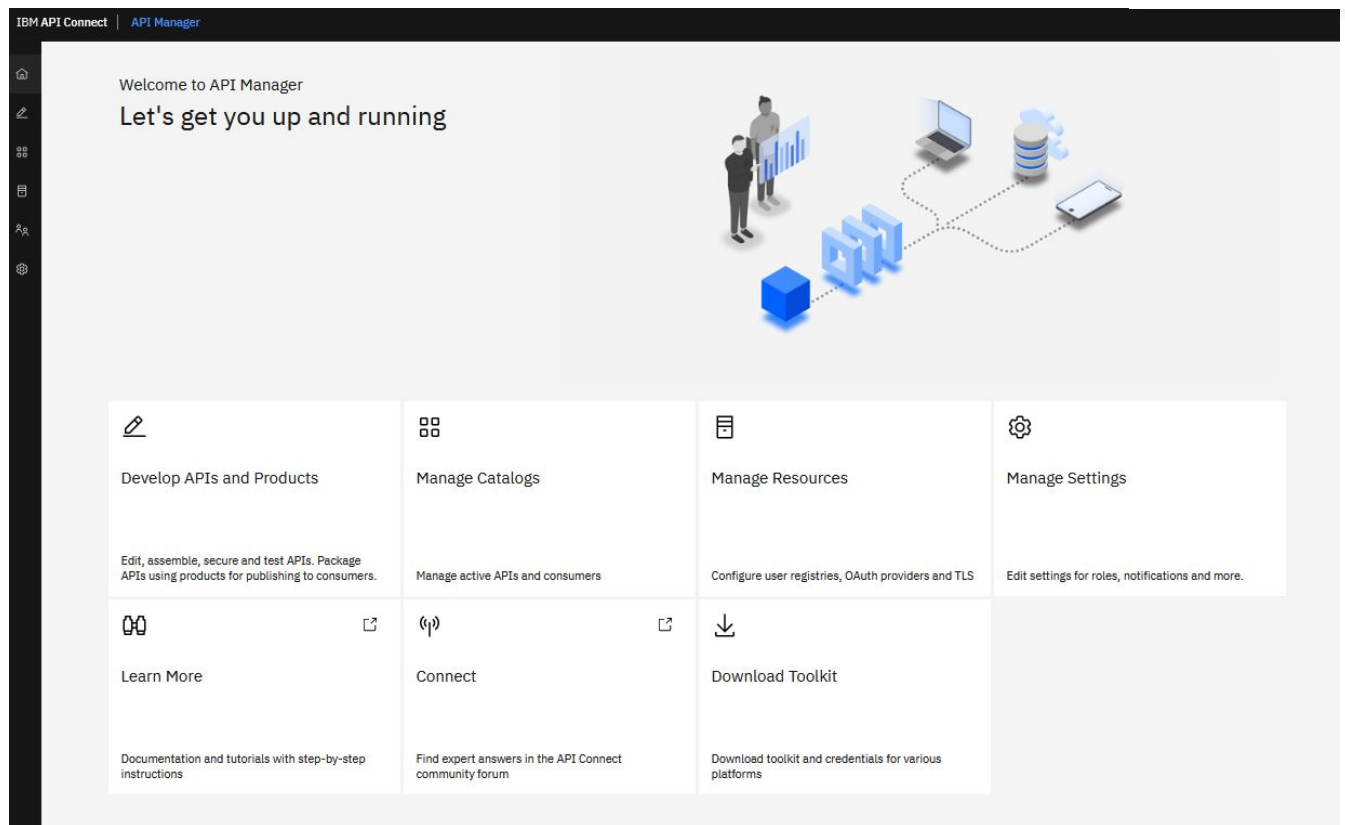 IBM API Connect | API Manager
Welcome to API Manager
Let's get you up and running
Develop APIs and Products
Edit, assemble, secure and test APIs. Package
APIs using products for publishing to consumers.
Manage Catalogs
Manage active APIs and consumers
Manage Resources
Configure user registries, OAuth providers and TLS
Manage Settings
Edit settings for roles, notifications and more.
Learn More
Documentation and tutorials with step-by-step
instructions
Connect
Find expert answers in the API Connect
community forum
Download Toolkit
Download toolkit and credentials for various
platforms